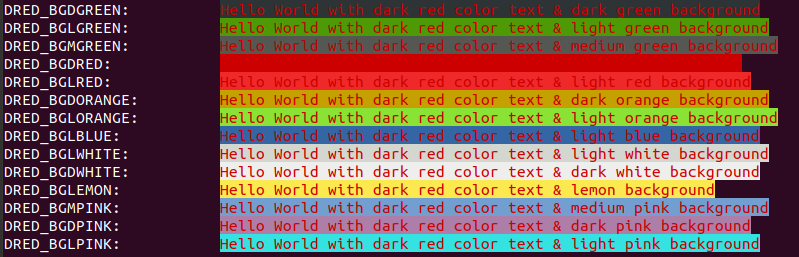 DRED_BGDGREEN: Hello World with dark red color text & dark green background
DRED_BGLGREEN: Hello World with dark red color text & light green background
DRED_BGMGREEN: Hello World with dark red color text & medium green background
DRED_BGDRED:
DRED_BGLRED: Hello World with dark red color text & light red background
DRED_BGDORANGE: Hello World with dark red color text & dark orange background
DRED_BGLORANGE: Hello World with dark red color text & light orange background
DRED_BGLBLUE: Hello World with dark red color text & light blue background
DRED_BGLWHITE: Hello World with dark red color text & light white background
DRED_BGDWHITE: Hello World with dark red color text & dark white background
DRED_BGLEMON: Hello World with dark red color text & lemon background
DRED_BGMPINK: Hello World with dark red color text & medium pink background
DRED_BGDPINK: Hello World with dark red color text & dark pink background
DRED_BGLPINK: Hello World with dark red color text & light pink background